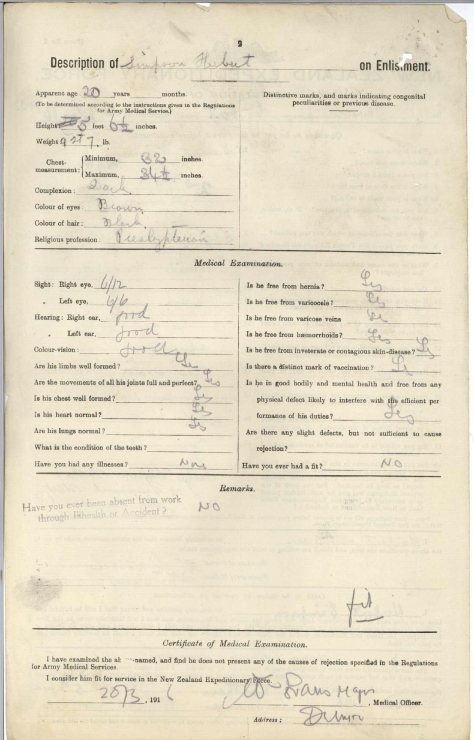 2
Description of Simpson Hubert on Enlistment.
Apparent age 20 years months.
(To be determined according to the instructions given in the Regulations
for Army Medical Service.)
Height 5 feet 6½ inches.
Weight 9 st 7 lb.
Chest measurement: Minimum, 32 inches.
Maximum, 34½ inches.
Complexion: Dark
Colour of eyes: Brown
Colour of hair: Black
Religious profession: Presbyterian
Distinctive marks, and marks indicating congenital
peculiarities or previous disease.
Medical Examination.
Sight: Right eye, 6/12
„ Left eye, 6/6
Hearing: Right ear, good
„ Left ear, good
Colour-vision: good
Are his limbs well formed? Yes
Are the movements of all his joints full and perfect? Yes
Is his chest well formed? Yes
Is his heart normal? Yes
Are his lungs normal? Yes
What is the condition of the teeth?
Have you had any illnesses? None
Is he free from hernia? Yes
Is he free from varicocele? Yes
Is he free from varicose veins Yes
Is he free from hæmorrhoids? Yes
Is he free from inveterate or contagious skin-disease? Yes
Is there a distinct mark of vaccination? Yes
Is he in good bodily and mental health and free from any
physical defect likely to interfere with the efficient per
formance of his duties? Yes
Are there any slight defects, but not sufficient to cause
rejection?
Have you ever had a fit? NO
Remarks.
Have you ever been absent from work
through Illhealth or Accident? NO
fit
Certificate of Medical Examination.
I have examined the ab -named, and find he does not present any of the causes of rejection specified in the Regulations
for Army Medical Services
I consider him fit for service in the New Zealand Expeditionary Force.
20/3, 1916 Evans Major, Medical Officer.
Address: